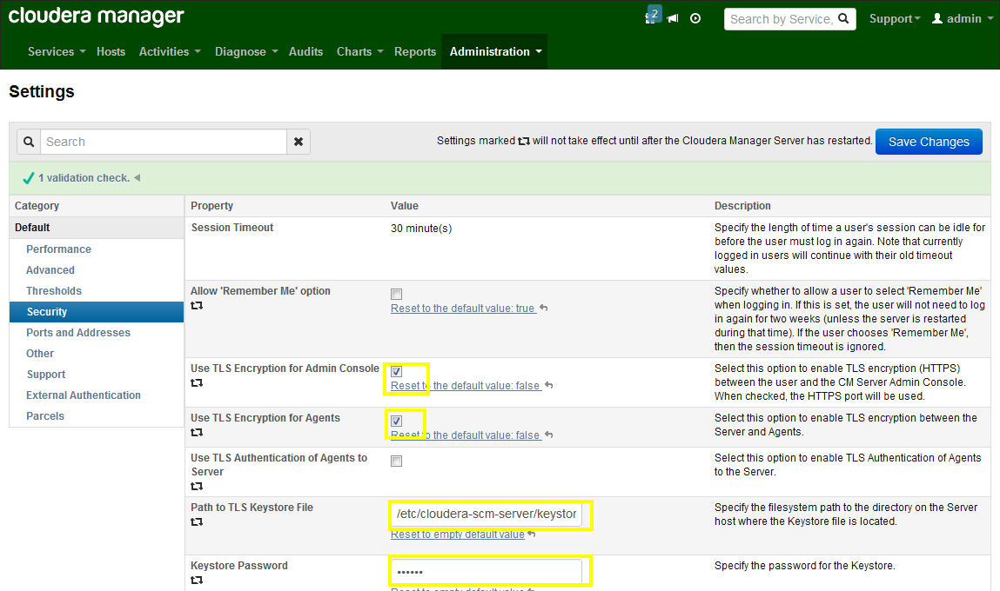 cloudera manager
2
Search by Service,
Support
admin
Services
Hosts
Activities
Diagnose
Audits
Charts
Reports
Administration
Settings
Search
Settings marked will not take effect until after the Cloudera Manager Server has restarted.
Save Changes
1 validation check.
Category
Default
Performance
Advanced
Thresholds
Security
Ports and Addresses
Other
Support
External Authentication
Parcels
Property
Value
Description
Session Timeout
30 minute(s)
Specify the length of time a user's session can be idle for
before the user must log in again. Note that currently
logged in users will continue with their old timeout
values.
Allow 'Remember Me' option
Reset to the default value: true
Specify whether to allow a user to select 'Remember Me'
when logging in. If this is set, the user will not need to log
in again for two weeks (unless the server is restarted
during that time). If the user chooses 'Remember Me',
then the session timeout is ignored.
Use TLS Encryption for Admin Console
Reset to the default value: false
Select this option to enable TLS encryption (HTTPS)
between the user and the CM Server Admin Console.
When checked, the HTTPS port will be used.
Use TLS Encryption for Agents
Reset to the default value: false
Select this option to enable TLS encryption between the
Server and Agents.
Use TLS Authentication of Agents to
Server
Select this option to enable TLS Authentication of Agents
to the Server.
Path to TLS Keystore File
/etc/cloudera-scm-server/keystor
Reset to empty default value
Specify the filesystem path to the directory on the Server
host where the Keystore file is located.
Keystore Password
••••••
Reset to empty default value
Specify the password for the Keystore.